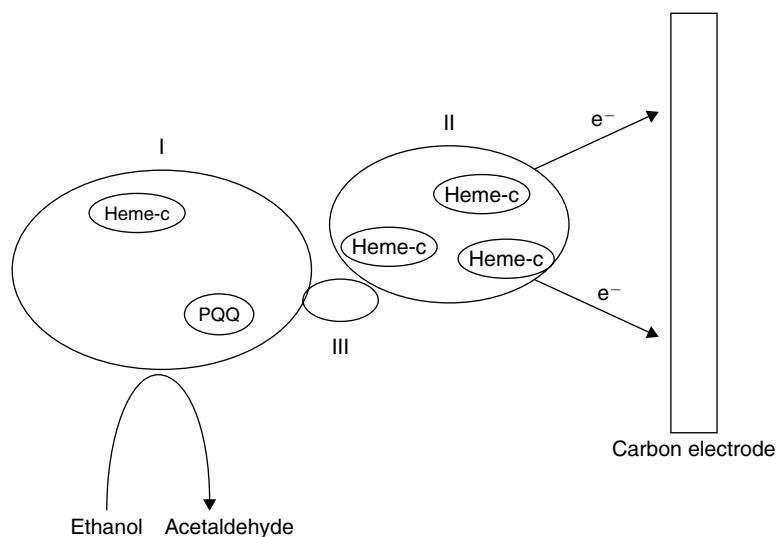 I
II
e⁻
Heme-c
Heme-c
Heme-c
Heme-c
PQQ
e⁻
III
Carbon electrode
Ethanol Acetaldehyde